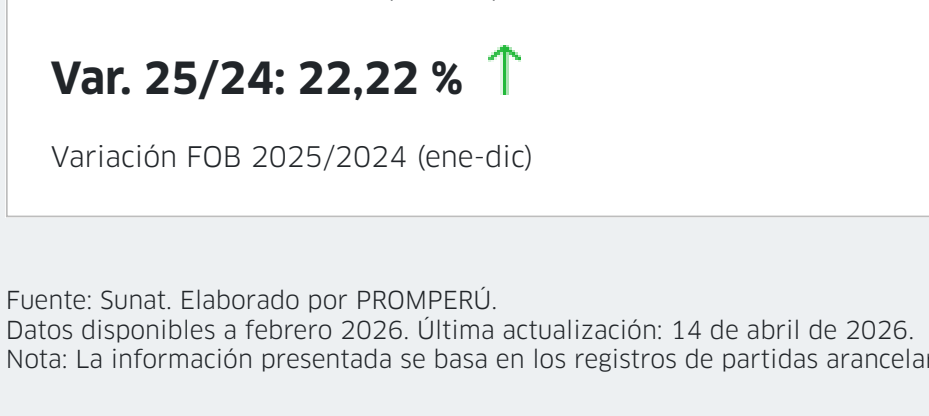 Var. 25/24: 22,22 %
Variación FOB 2025/2024 (ene-dic)
Fuente: Sunat. Elaborado por PROMPERÚ.
Datos disponibles a febrero 2026. Última actualización: 14 de abril de 2026.
Nota: La información presentada se basa en los registros de partidas